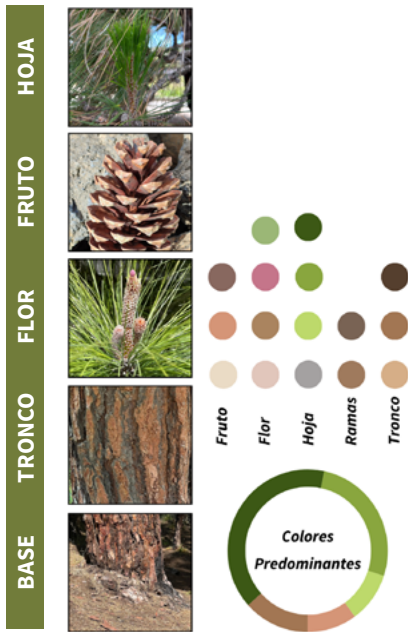 HOJA
FRUTO
FLOR
TRONCO
BASE
Fruto
Flor
Hoja
Ramas
Tronco
Colores
Predominantes